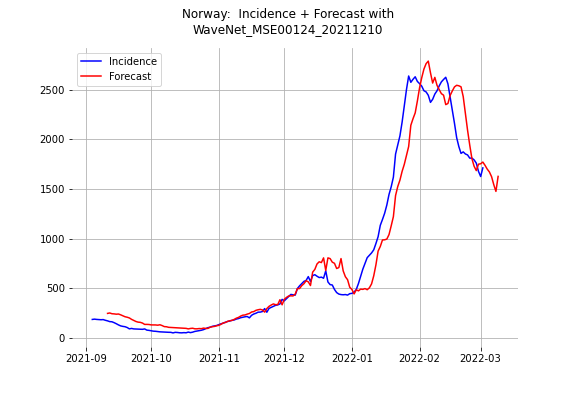 Norway:  Incidence + Forecast with
WaveNet_MSE00124_20211210
Incidence
Forecast
2500
2000
1500
1000
500
0
2021-09 2021-10 2021-11 2021-12 2022-01 2022-02 2022-03